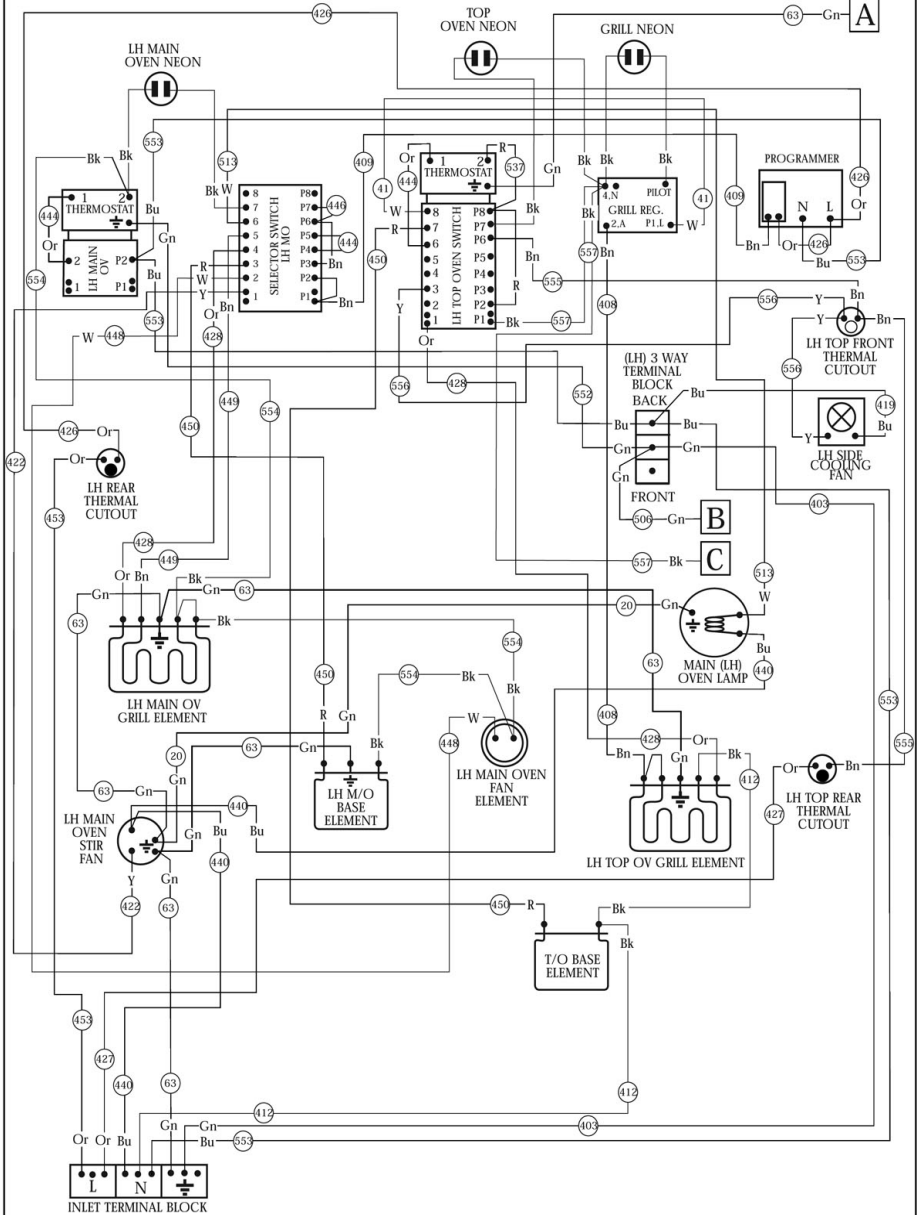 426
TOP
OVEN NEON
63
Gn
A
GRILL NEON
LH MAIN
OVEN NEON
553
Bk
Bk
513
W
Bk
409
Or
444
1
2
THERMOSTAT
R
537
Gn
Bk
Bk
Bk
4,N
PILOT
GRILL REG.
2,A
P1,L
W
41
409
PROGRAMMER
N
L
426
Or
Bn
Or
426
Bu
553
444
Or
1
2
THERMOSTAT
2
LH MAIN
OV
P2
P1
Bu
Gn
Bu
553
554
8
7
6
5
4
3
2
1
SELECTOR SWITCH
LH MO
P8
P7
P6
P5
P4
P3
P2
P1
446
444
Bn
Bn
R
W
Y
Or
Bn
41
W
R
450
8
7
6
5
4
3
2
1
LH TOP OVEN SWITCH
P8
P7
P6
P5
P4
P3
P2
P1
Bk
Bn
R
Bk
557
555
Bk
557
Bn
408
Y
556
Or
W
448
428
449
554
428
552
556
Y
Bn
Y
Bn
LH TOP FRONT
THERMAL
CUTOUT
556
419
Bu
Y
LH SIDE
COOLING
FAN
(LH) 3 WAY
TERMINAL
BLOCK
BACK
Bu
Bu
Bu
Gn
Gn
Gn
FRONT
506
Gn
B
557
Bk
C
403
422
426
Or
Or
LH REAR
THERMAL
CUTOUT
453
450
428
449
Or
Bn
Bk
Gn
63
Gn
63
Bk
LH MAIN OV
GRILL ELEMENT
20
Gn
513
W
Bu
440
MAIN (LH)
OVEN LAMP
63
554
554
Bk
Bk
450
R
Gn
448
W
LH MAIN OVEN
FAN
ELEMENT
408
428
Or
Bn
Gn
Bk
412
LH TOP OV GRILL ELEMENT
553
555
Or
Bn
LH TOP REAR
THERMAL
CUTOUT
427
20
Gn
63
Gn
Bk
LH M/O
BASE
ELEMENT
63
Gn
LH MAIN
OVEN
STIR
FAN
440
Bu
Gn
Bu
440
Y
422
Gn
63
450
R
Bk
Bk
T/O BASE
ELEMENT
453
427
440
63
412
412
403
Or
Or
Bu
Gn
Gn
Bu
553
L
N
INLET TERMINAL BLOCK